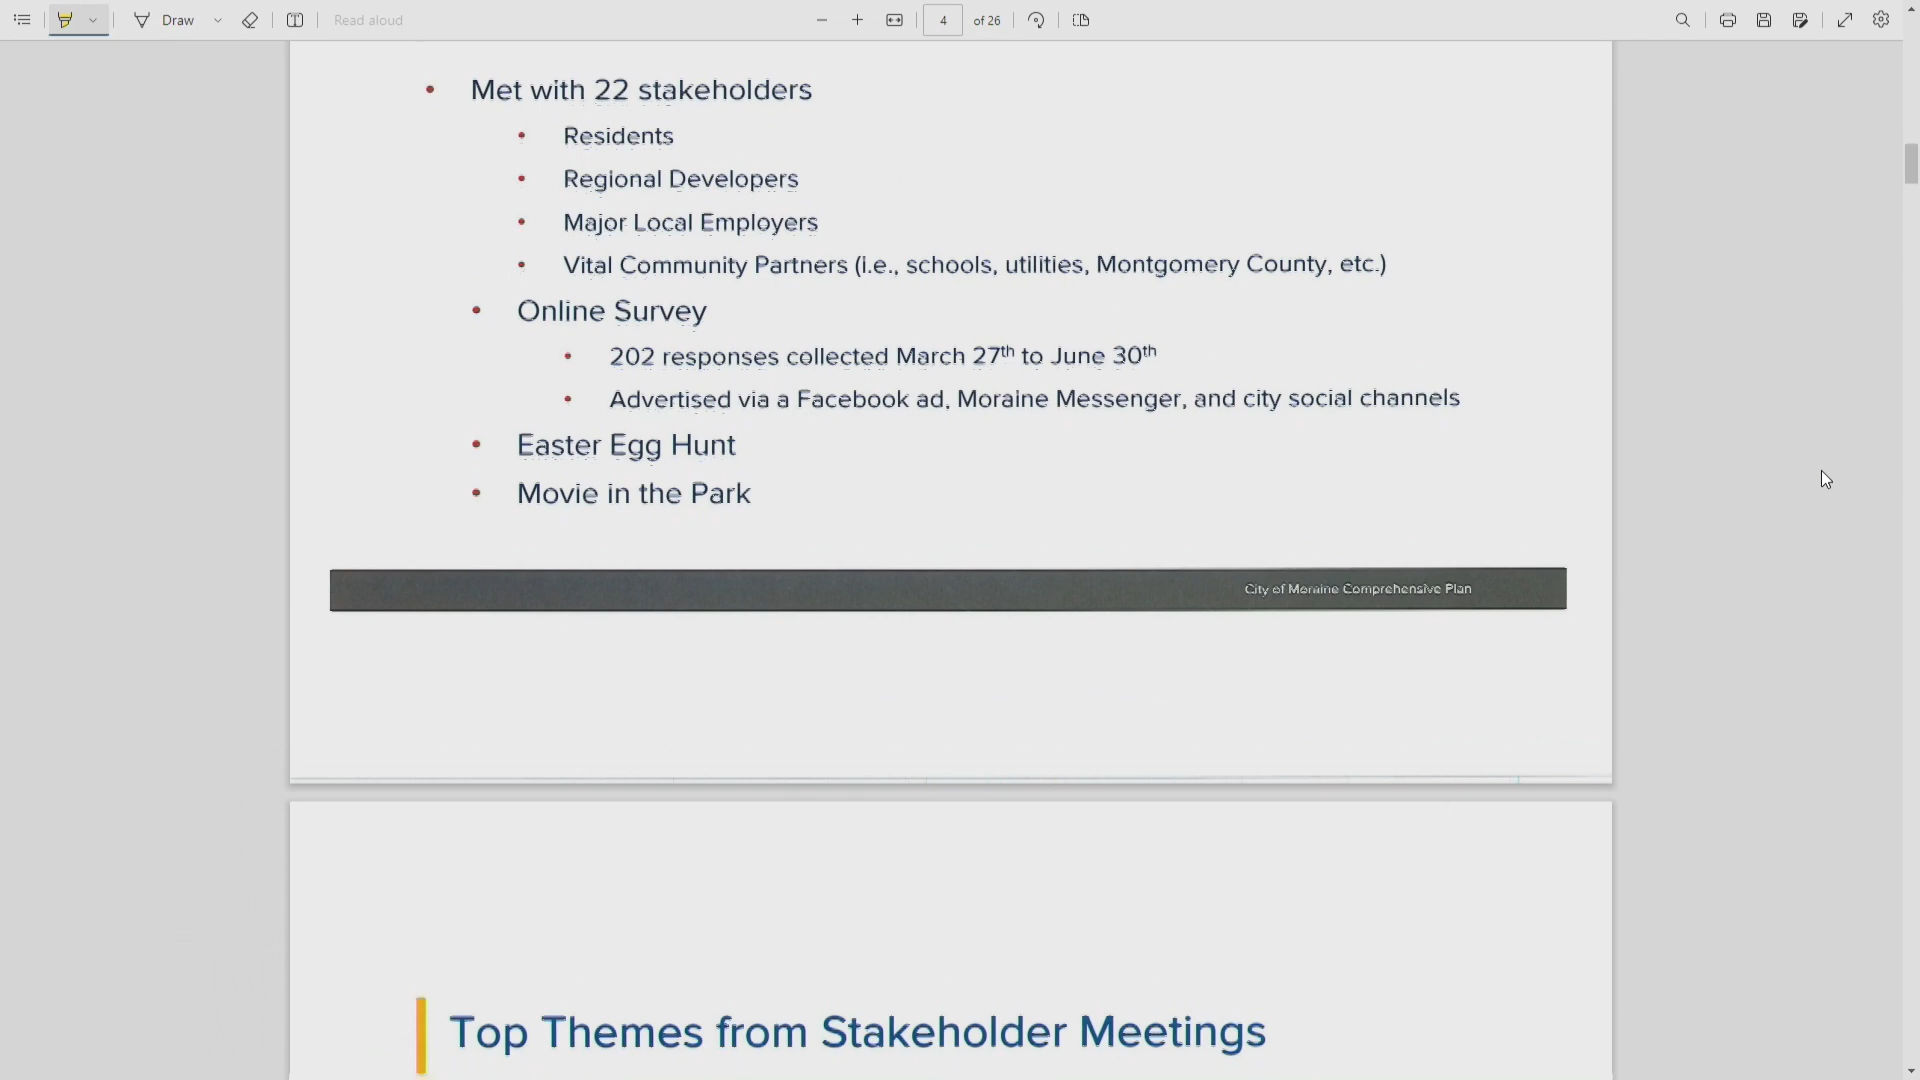 Draw
Read aloud
4 of 26
• Met with 22 stakeholders
• Residents
• Regional Developers
• Major Local Employers
• Vital Community Partners (i.e., schools, utilities, Montgomery County, etc.)
• Online Survey
• 202 responses collected March 27th to June 30th
• Advertised via a Facebook ad, Moraine Messenger, and city social channels
• Easter Egg Hunt
• Movie in the Park
City of Moraine Comprehensive Plan
Top Themes from Stakeholder Meetings